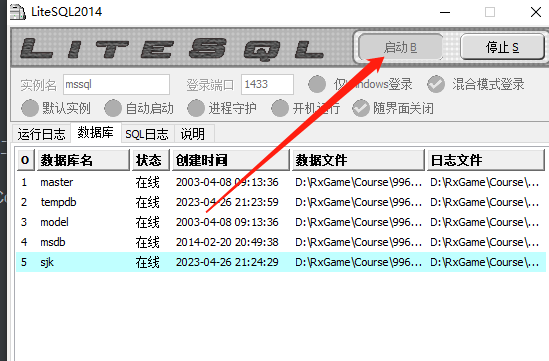 LiteSQL2014
LITESQL 启动 R 停止 S
实例名 mssql 登录端口 1433 仅windows登录 混合模式登录
默认实例 自动启动 进程守护 开机运行 随界面关闭
运行日志 数据库 SQL日志 说明
O 数据库名 状态 创建时间 数据文件 日志文件
1 master 在线 2003-04-08 09:13:36 D:\RxGame\Course\996... D:\RxGame\Course\...
2 tempdb 在线 2023-04-26 21:23:59 D:\RxGame\Course\996... D:\RxGame\Course\...
3 model 在线 2003-04-08 09:13:36 D:\RxGame\Course\996... D:\RxGame\Course\...
4 msdb 在线 2014-02-20 20:49:38 D:\RxGame\Course\996... D:\RxGame\Course\...
5 sjk 在线 2023-04-26 21:24:29 D:\RxGame\Course\996... D:\RxGame\Course\...